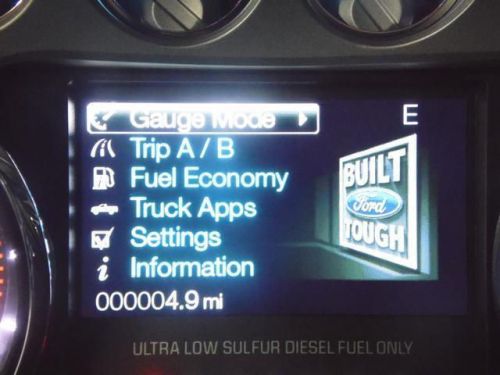 Gauge Mode
E
Trip A / B
Fuel Economy
Truck Apps
Settings
Information
000004.9 mi
BUILT
Ford
TOUGH
ULTRA LOW SULFUR DIESEL FUEL ONLY